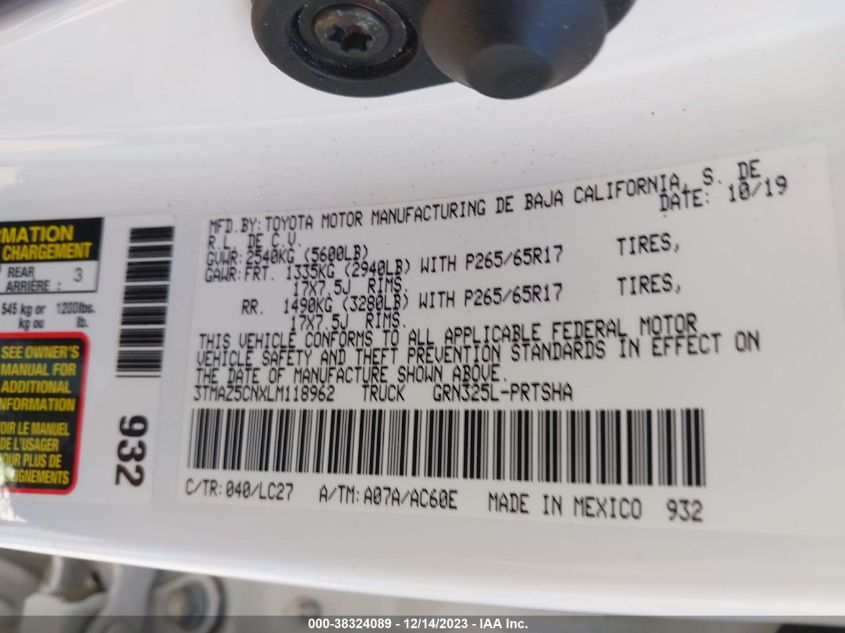 MFD.BY:TOYOTA MOTOR MANUFACTURING DE BAJA CALIFORNIA, S. DE
R.L. DE C.V. DATE: 10/19
GVWR:2540KG (5600LB)
GAWR:FRT. 1335KG (2940LB) WITH P265/65R17 TIRES,
17X7.5J RIMS.
RR. 1490KG (3280LB) WITH P265/65R17 TIRES,
17X7.5J RIMS.
THIS VEHICLE CONFORMS TO ALL APPLICABLE FEDERAL MOTOR
VEHICLE SAFETY AND THEFT PREVENTION STANDARDS IN EFFECT ON
THE DATE OF MANUFACTURE SHOWN ABOVE.
3TMAZ5CNXLM118962 TRUCK GRN325L-PRTSHA
C/TR:040/LC27 A/TM:A07A/AC60E MADE IN MEXICO 932
CHARGEMENT
REAR
ARRIÈRE : 3
545 kg or 1200lbs.
kg ou lb.
SEE OWNER'S
MANUAL FOR
ADDITIONAL
INFORMATION
LE MANUEL
DE L'USAGER
POUR PLUS DE
932
000-38324089 - 12/14/2023 - IAA Inc.